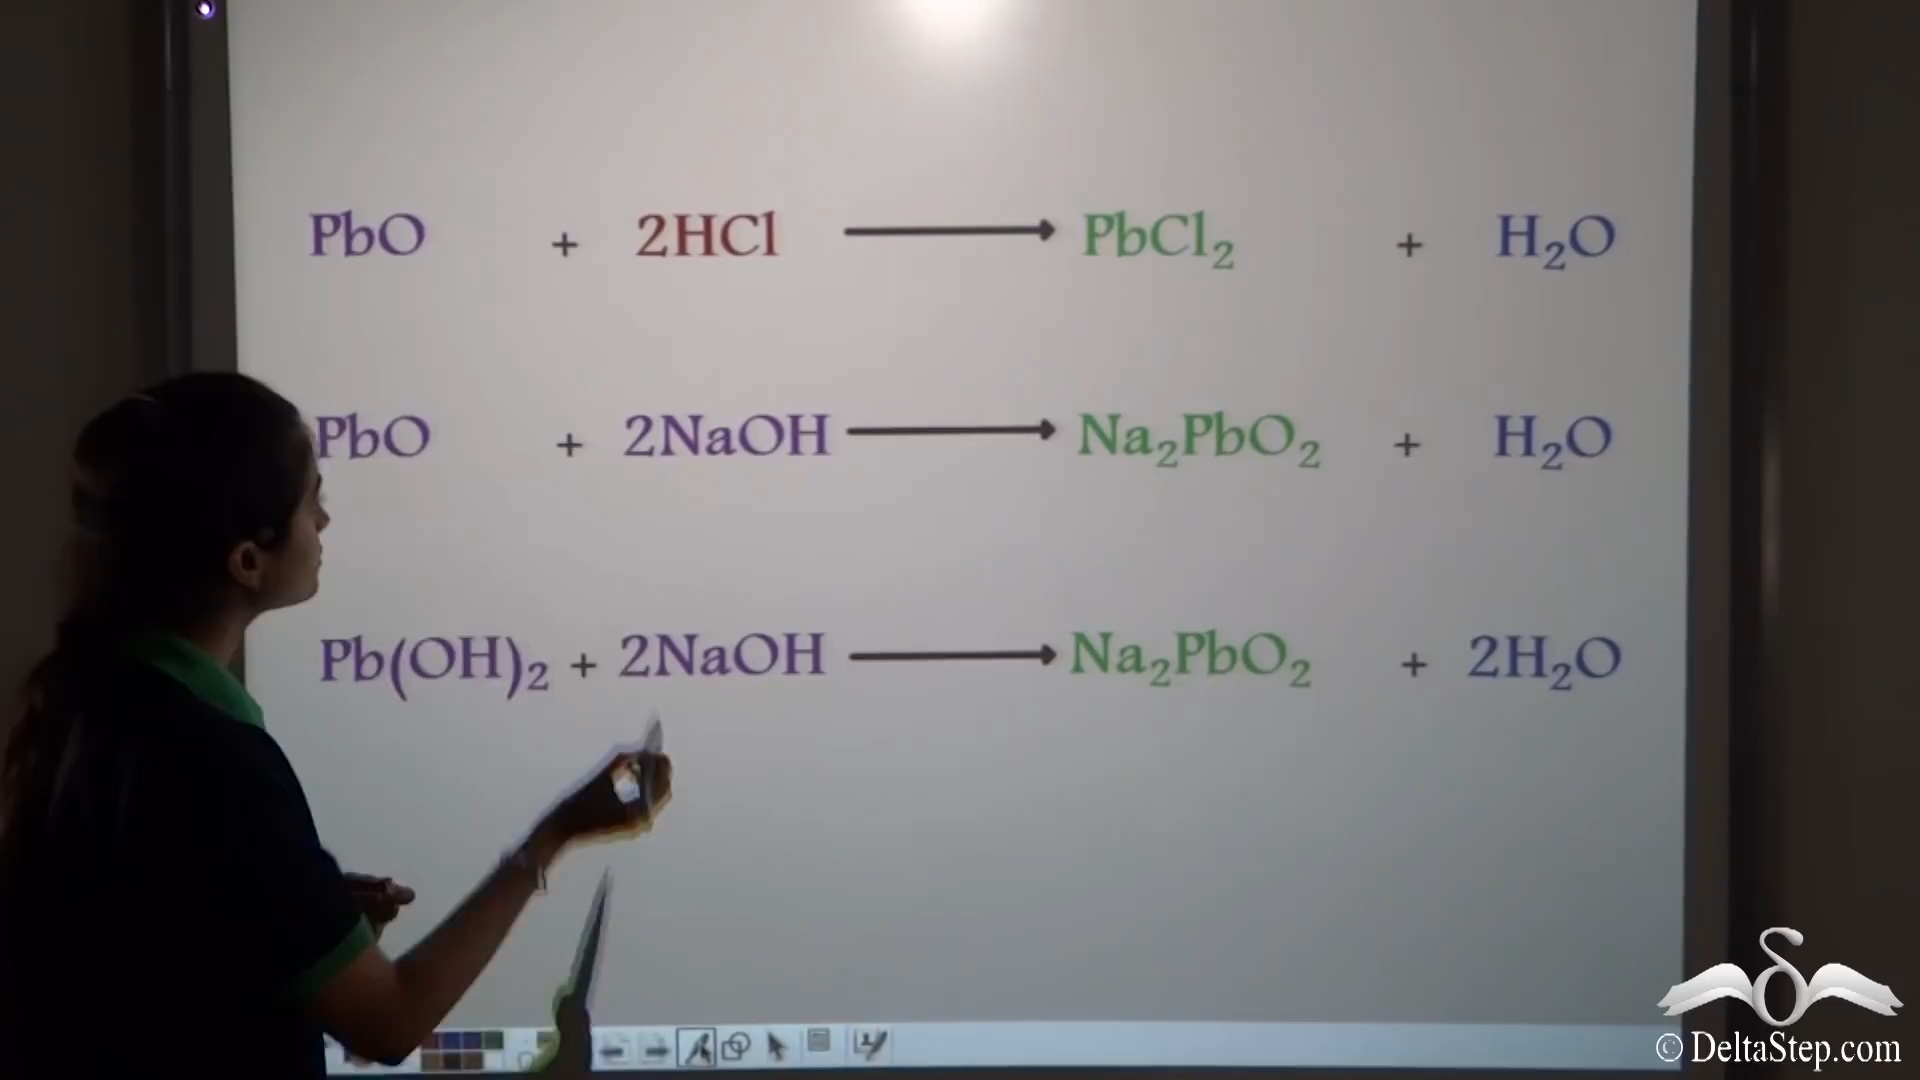 PbO + 2HCl ⟶ PbCl₂ + H₂O
PbO + 2NaOH ⟶ Na₂PbO₂ + H₂O
Pb(OH)₂ + 2NaOH ⟶ Na₂PbO₂ + 2H₂O
© DeltaStep.com